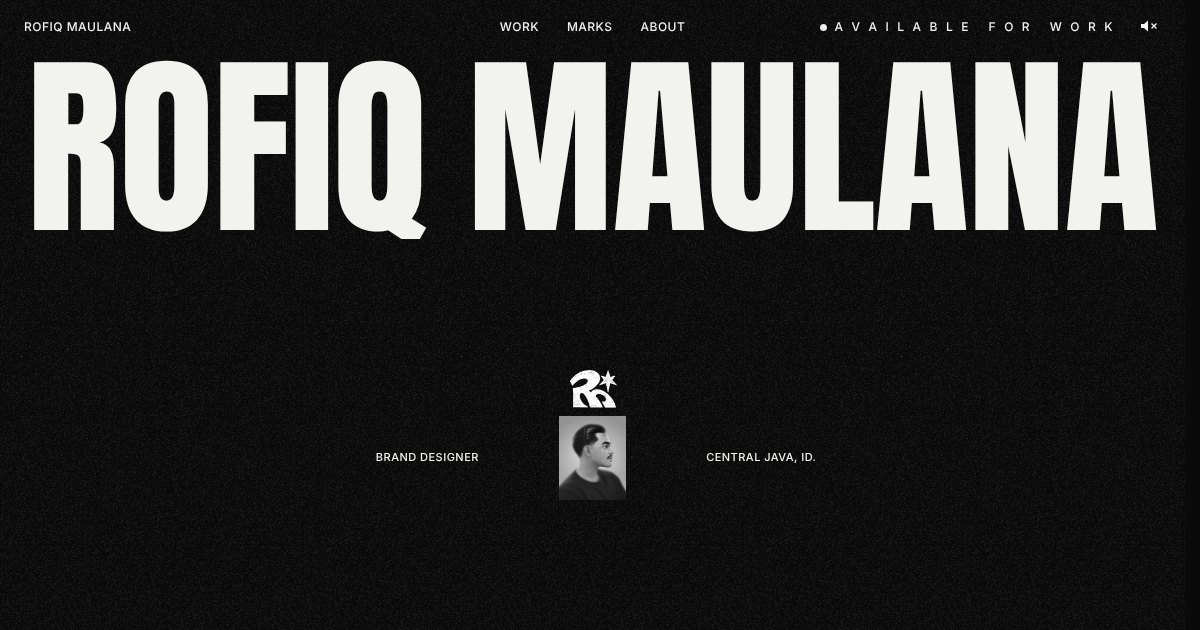 ROFIQ MAULANA
WORK MARKS ABOUT
AVAILABLE FOR WORK
ROFIQ MAULANA
BRAND DESIGNER
CENTRAL JAVA, ID.